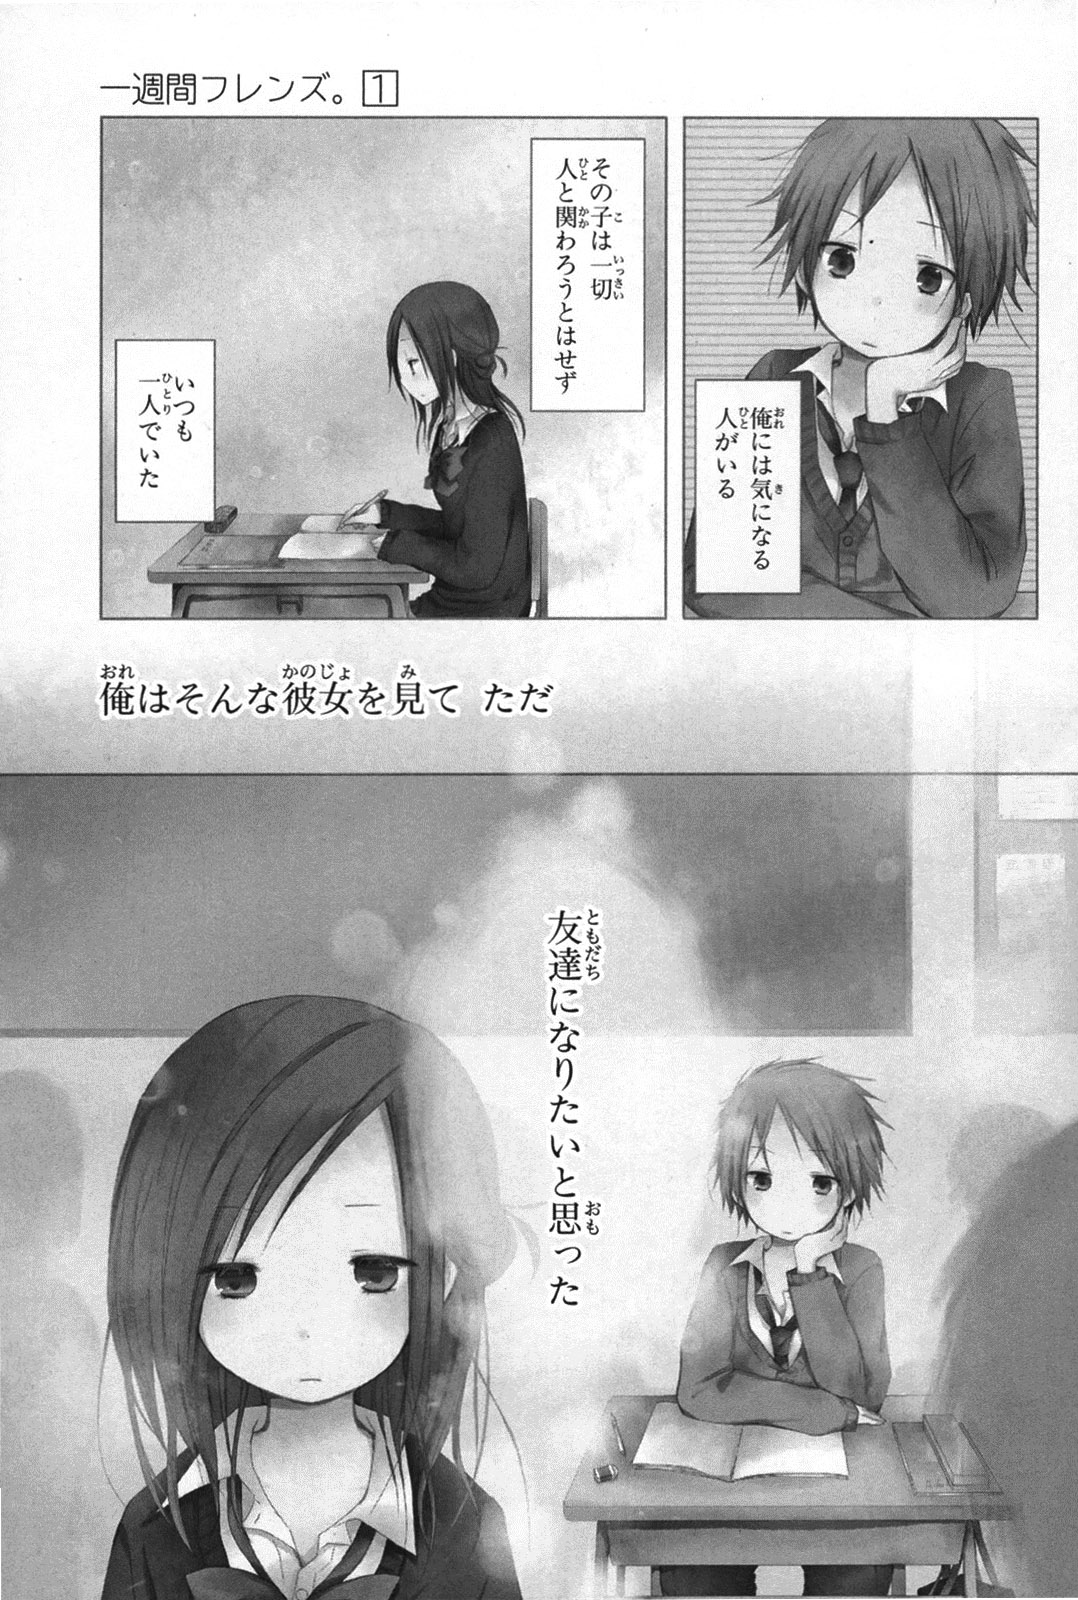 一週間フレンズ。1
俺には気になる
人がいる
その子は一切
人と関わろうとはせず
いつも
一人でいた
俺はそんな彼女を見て ただ
友達になりたいと思った